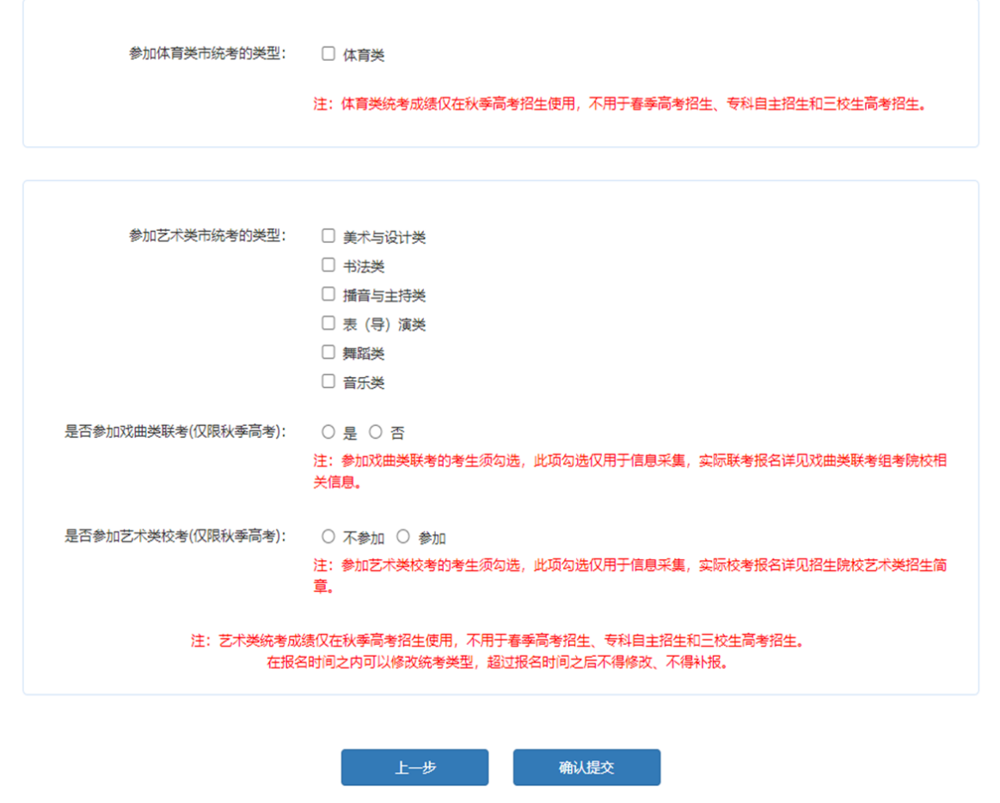 参加体育类市统考的类型： 体育类
注：体育类统考成绩仅在秋季高考招生使用，不用于春季高考招生、专科自主招生和三校生高考招生。
参加艺术类市统考的类型： 美术与设计类
书法类
播音与主持类
表（导）演类
舞蹈类
音乐类
是否参加戏曲类联考(仅限秋季高考)： 是 否
注：参加戏曲类联考的考生须勾选，此项勾选仅用于信息采集，实际联考报名详见戏曲类联考组考院校相
关信息。
是否参加艺术类校考(仅限秋季高考)： 不参加 参加
注：参加艺术类校考的考生须勾选，此项勾选仅用于信息采集，实际校考报名详见招生院校艺术类招生简
章。
注：艺术类统考成绩仅在秋季高考招生使用，不用于春季高考招生、专科自主招生和三校生高考招生。
在报名时间之内可以修改统考类型，超过报名时间之后不得修改、不得补报。
上一步 确认提交